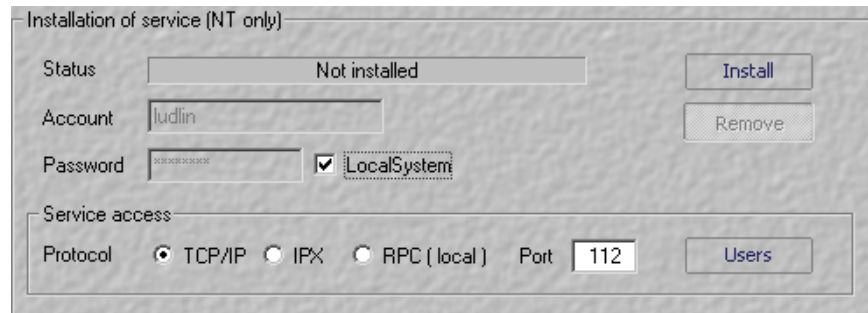 Installation of service (NT only)
Status Not installed Install
Account ludlin Remove
Password ******** LocalSystem
Service access
Protocol TCP/IP IPX RPC ( local ) Port 112 Users